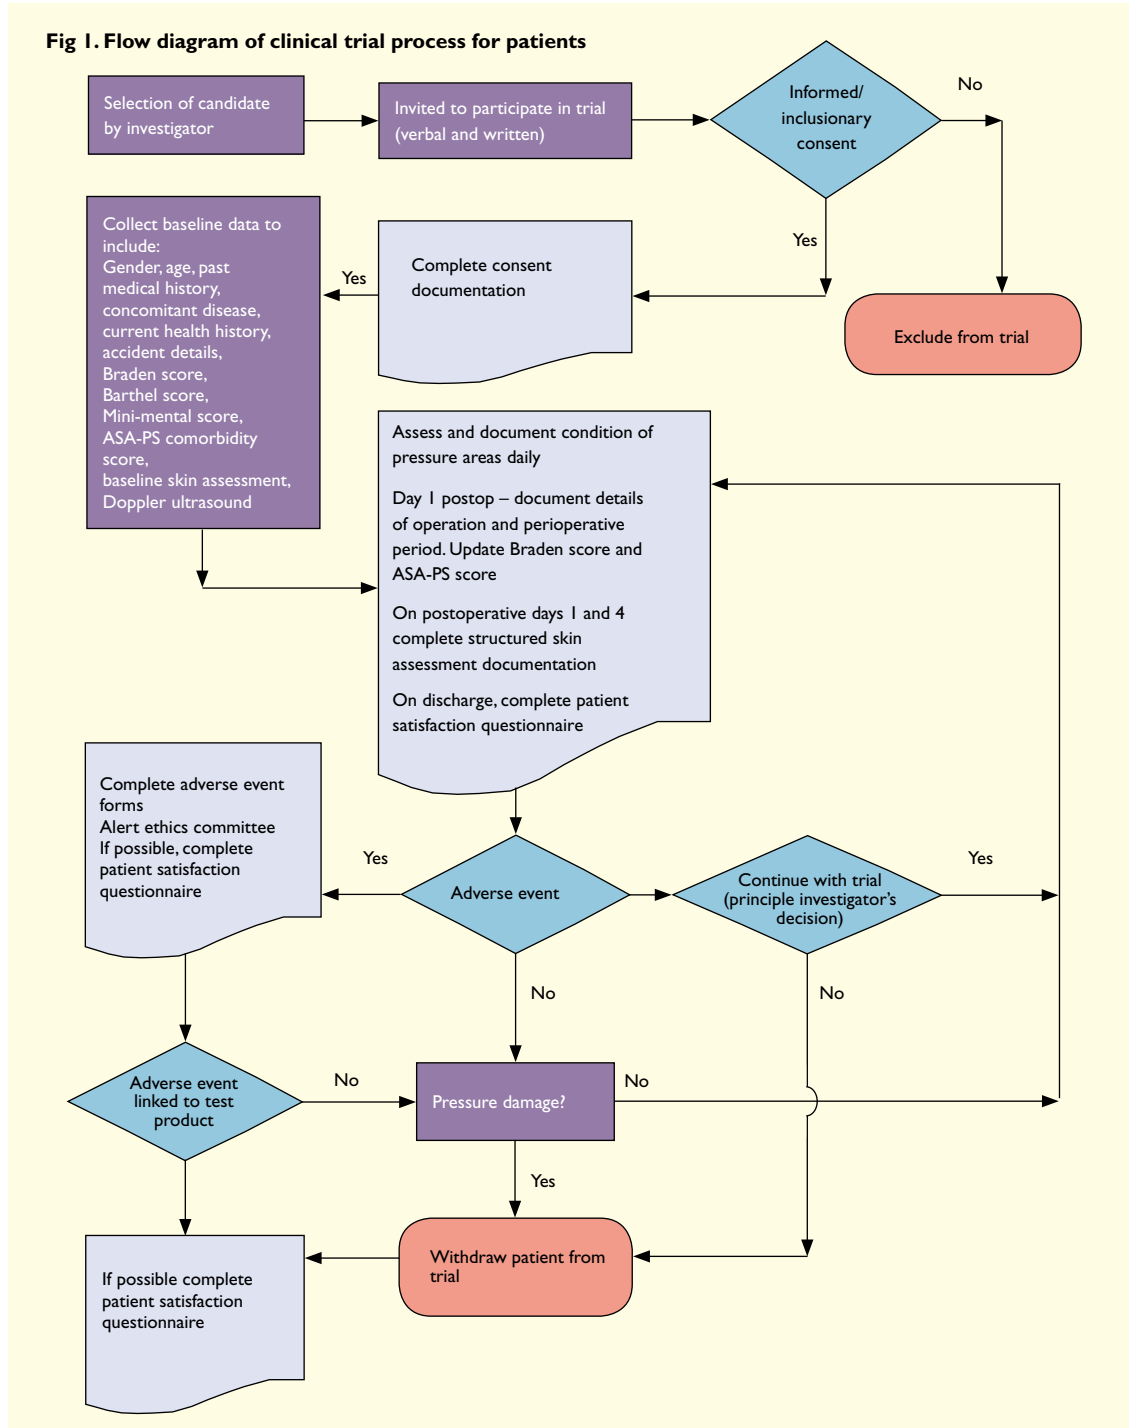 Fig 1. Flow diagram of clinical trial process for patients
Selection of candidate
by investigator
Invited to participate in trial
(verbal and written)
Informed/
inclusionary
consent
No
Yes
Exclude from trial
Complete consent
documentation
Yes
Collect baseline data to
include:
Gender, age, past
medical history,
concomitant disease,
current health history,
accident details,
Braden score,
Barthel score,
Mini-mental score,
ASA-PS comorbidity
score,
baseline skin assessment,
Doppler ultrasound
Assess and document condition of
pressure areas daily
Day 1 postop – document details
of operation and perioperative
period. Update Braden score and
ASA-PS score
On postoperative days 1 and 4
complete structured skin
assessment documentation
On discharge, complete patient
satisfaction questionnaire
Complete adverse event
forms
Alert ethics committee
If possible, complete
patient satisfaction
questionnaire
Yes
Adverse event
Continue with trial
(principle investigator's
decision)
Yes
No
No
Adverse event
linked to test
product
No
Pressure damage?
No
Yes
Withdraw patient from
trial
If possible complete
patient satisfaction
questionnaire